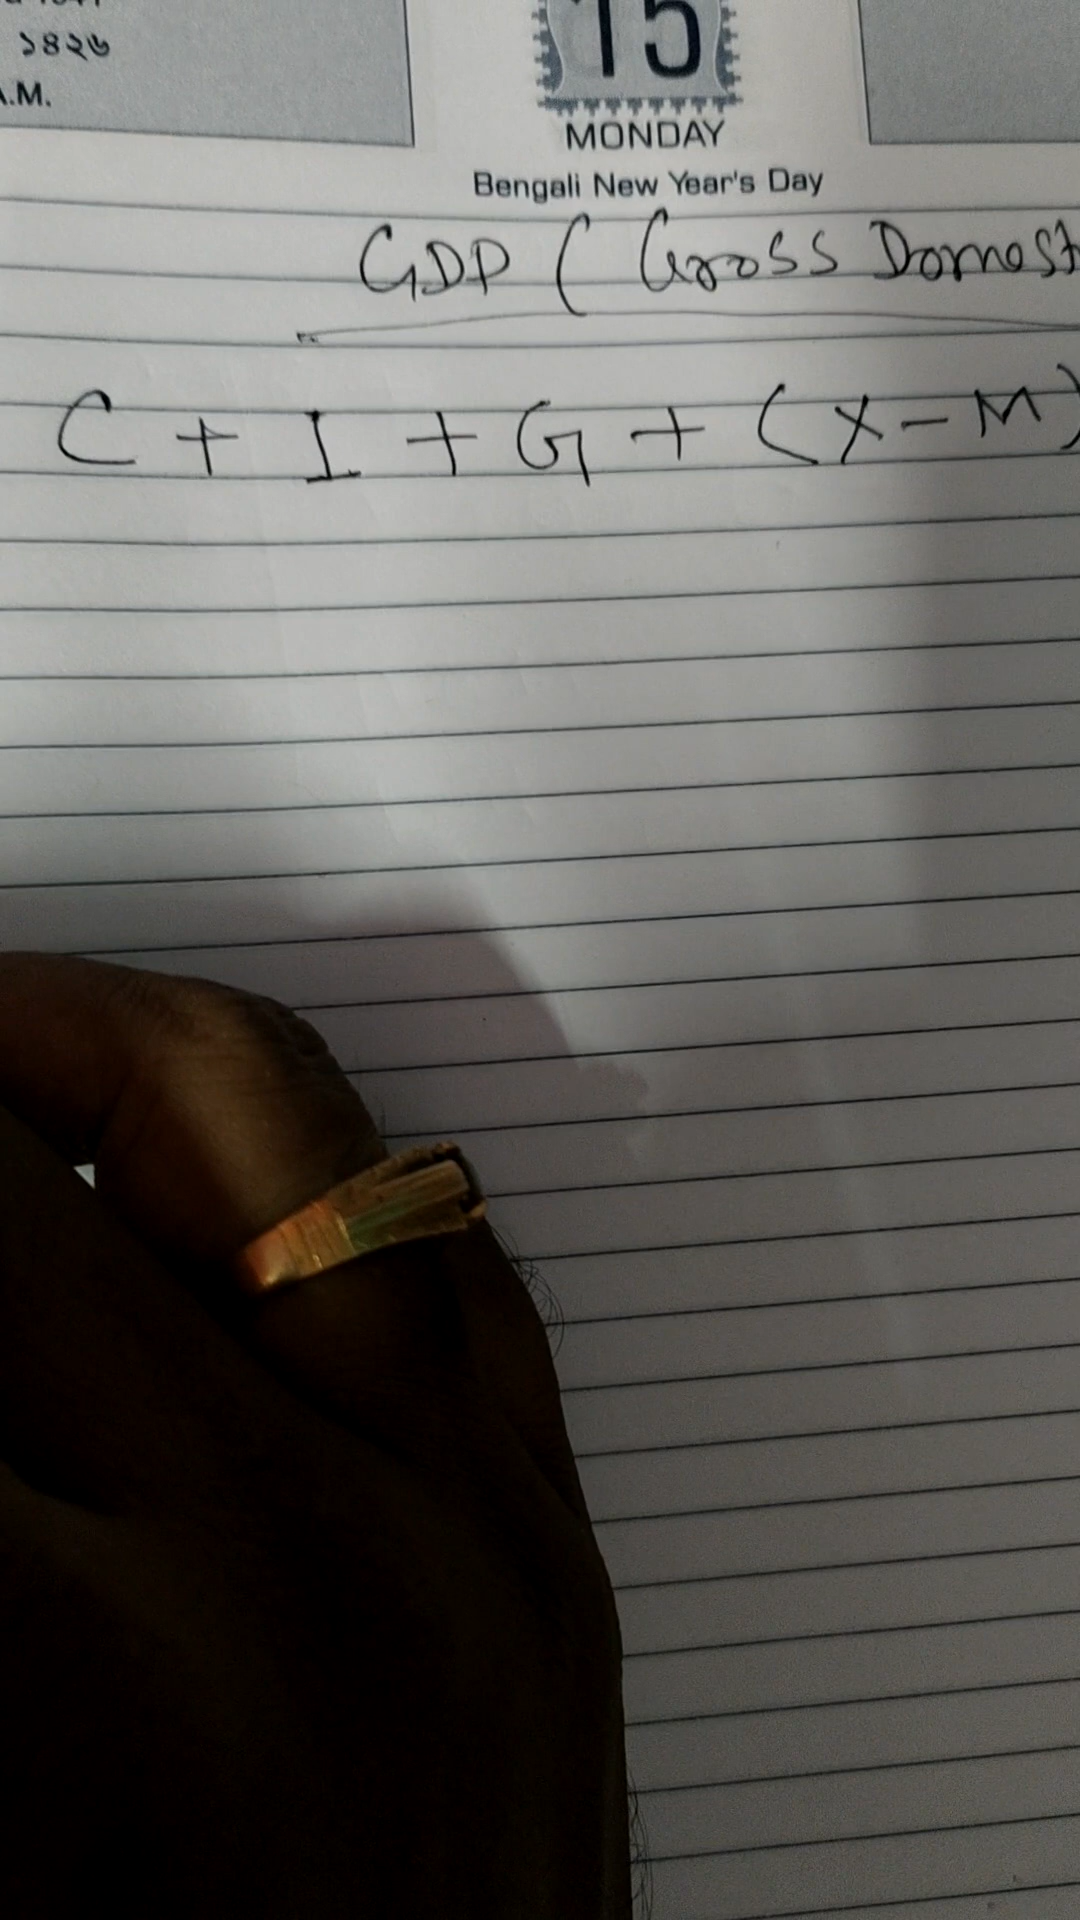 ১৪২৬
A.M.
15
MONDAY
Bengali New Year's Day
GDP ( Gross Domest
C + I + G + (X - M)